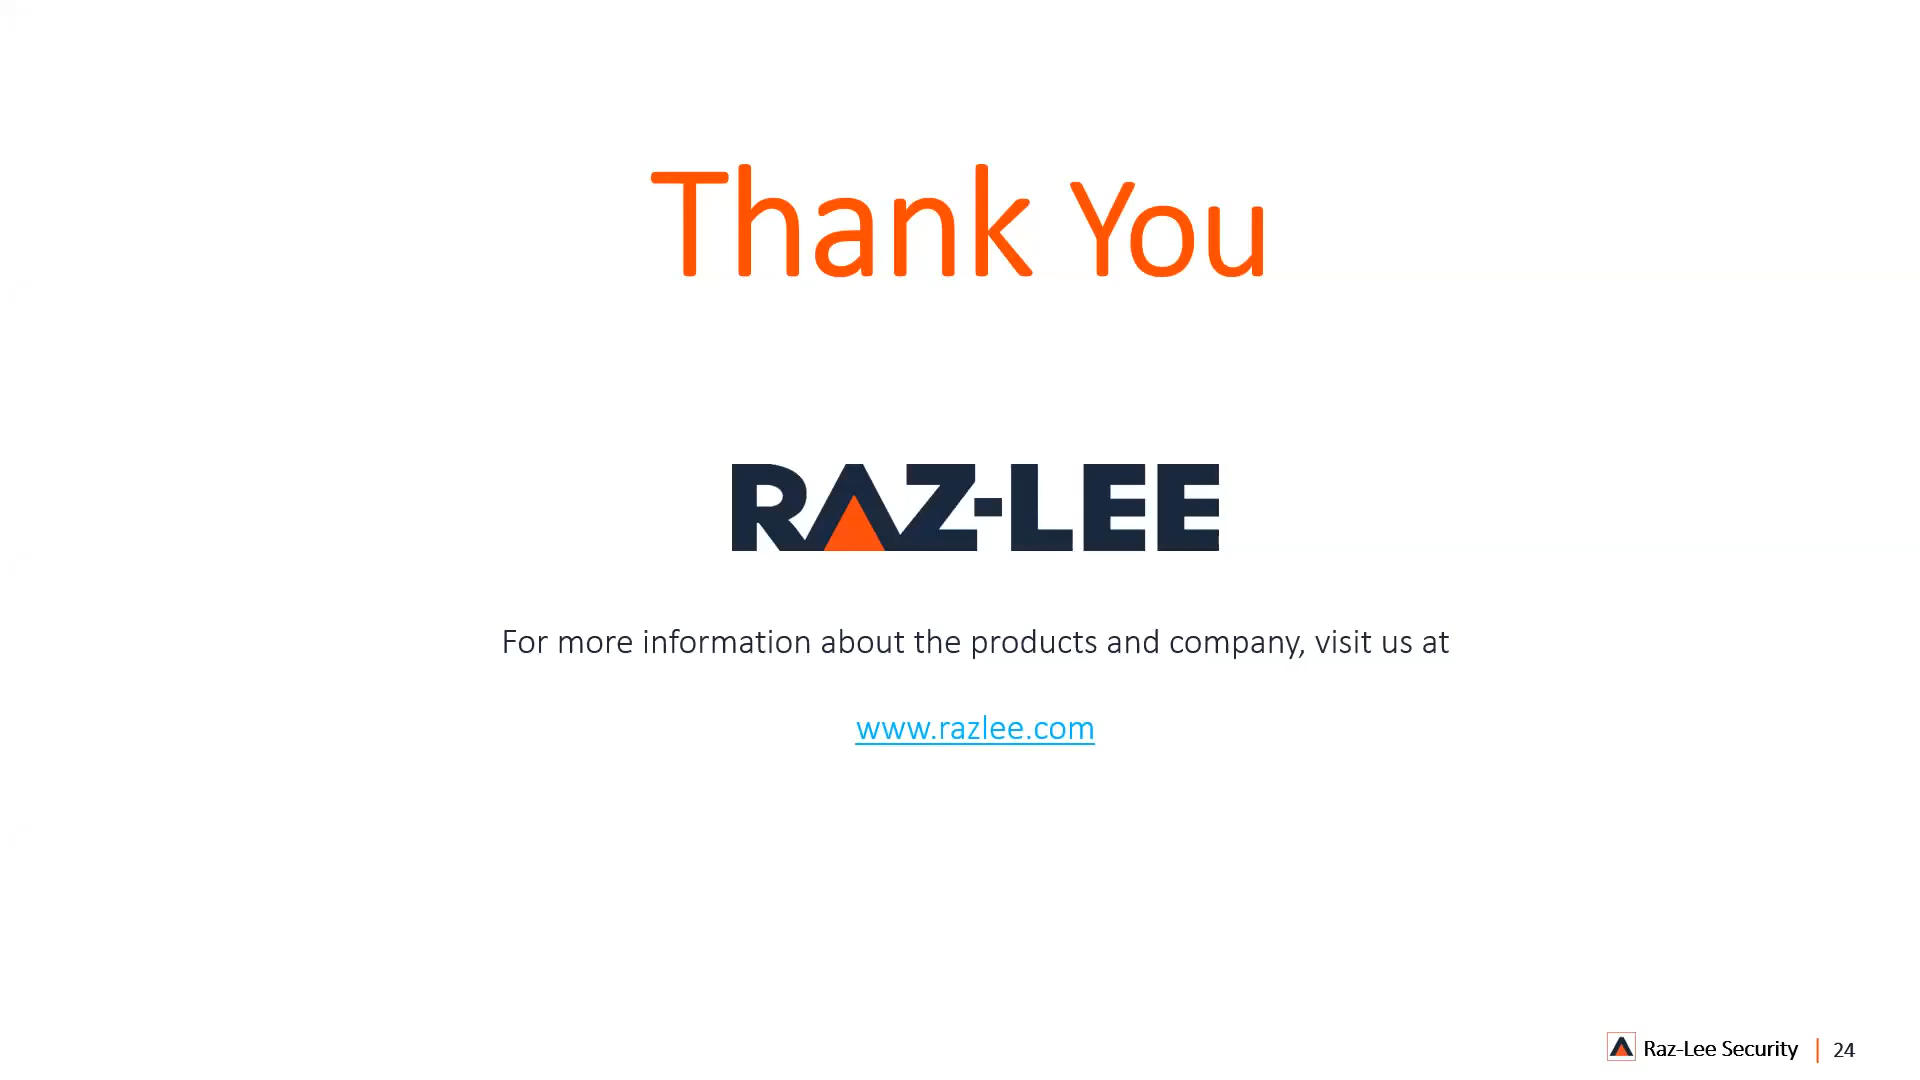 Thank You
RAZ-LEE
For more information about the products and company, visit us at
www.razlee.com
Raz-Lee Security | 24